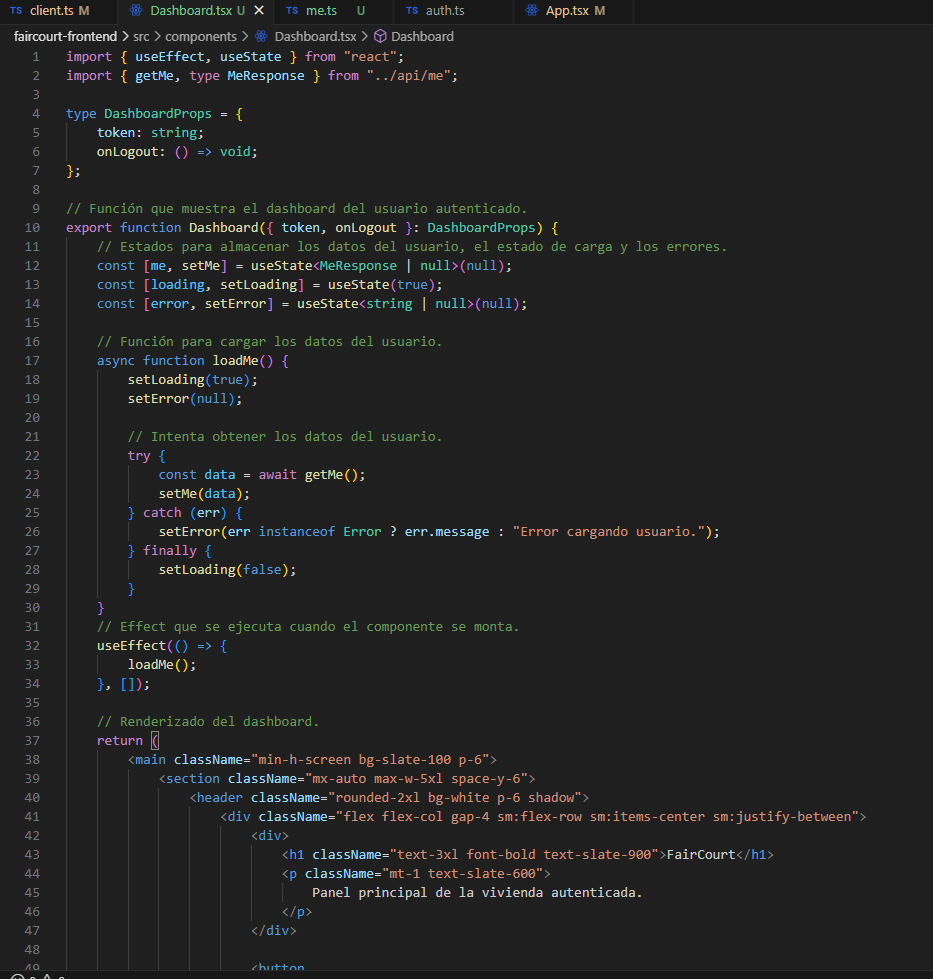 TS client.ts M Dashboard.tsx U × TS me.ts U TS auth.ts App.tsx M
faircourt-frontend > src > components > Dashboard.tsx > Dashboard
1 import { useEffect, useState } from "react";
2 import { getMe, type MeResponse } from "../api/me";
3
4 type DashboardProps = {
5     token: string;
6     onLogout: () => void;
7 };
8
9 // Función que muestra el dashboard del usuario autenticado.
10 export function Dashboard({ token, onLogout }: DashboardProps) {
11     // Estados para almacenar los datos del usuario, el estado de carga y los errores.
12     const [me, setMe] = useState<MeResponse | null>(null);
13     const [loading, setLoading] = useState(true);
14     const [error, setError] = useState<string | null>(null);
15
16     // Función para cargar los datos del usuario.
17     async function loadMe() {
18         setLoading(true);
19         setError(null);
20
21         // Intenta obtener los datos del usuario.
22         try {
23             const data = await getMe();
24             setMe(data);
25         } catch (err) {
26             setError(err instanceof Error ? err.message : "Error cargando usuario.");
27         } finally {
28             setLoading(false);
29         }
30     }
31     // Effect que se ejecuta cuando el componente se monta.
32     useEffect(() => {
33         loadMe();
34     }, []);
35
36     // Renderizado del dashboard.
37     return (
38         <main className="min-h-screen bg-slate-100 p-6">
39             <section className="mx-auto max-w-5xl space-y-6">
40                 <header className="rounded-2xl bg-white p-6 shadow">
41                     <div className="flex flex-col gap-4 sm:flex-row sm:items-center sm:justify-between">
42                         <div>
43                             <h1 className="text-3xl font-bold text-slate-900">FairCourt</h1>
44                             <p className="mt-1 text-slate-600">
45                                 Panel principal de la vivienda autenticada.
46                             </p>
47                         </div>
48
49                         <button